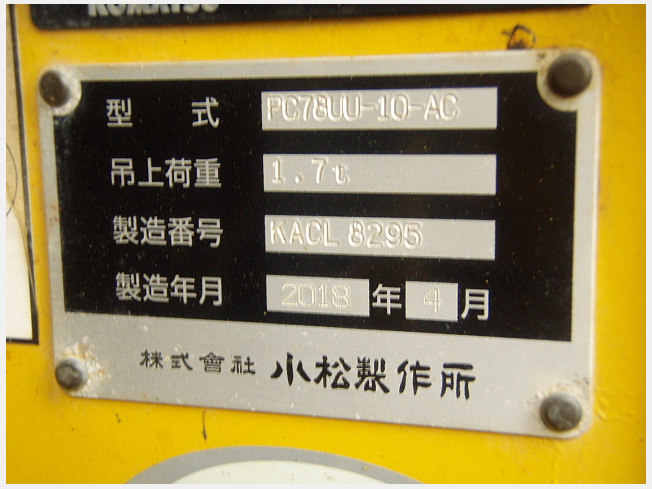 KOMATSU
型 式 PC78UU-10-AC
吊上荷重 1.7t
製造番号 KACL 8295
製造年月 2018 年 4 月
株式會社 小松製作所